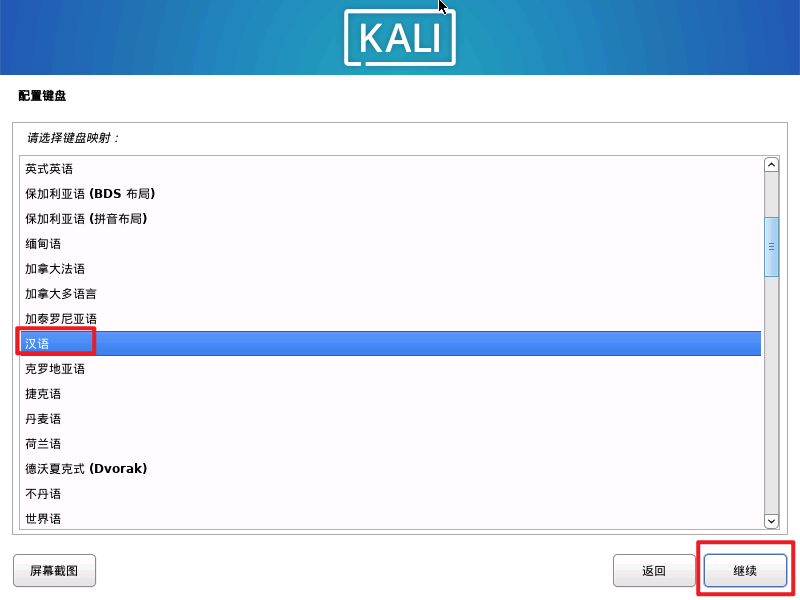 KALI
配置键盘
请选择键盘映射：
英式英语
保加利亚语 (BDS 布局)
保加利亚语 (拼音布局)
缅甸语
加拿大法语
加拿大多语言
加泰罗尼亚语
汉语
克罗地亚语
捷克语
丹麦语
荷兰语
德沃夏克式 (Dvorak)
不丹语
世界语
屏幕截图
返回
继续